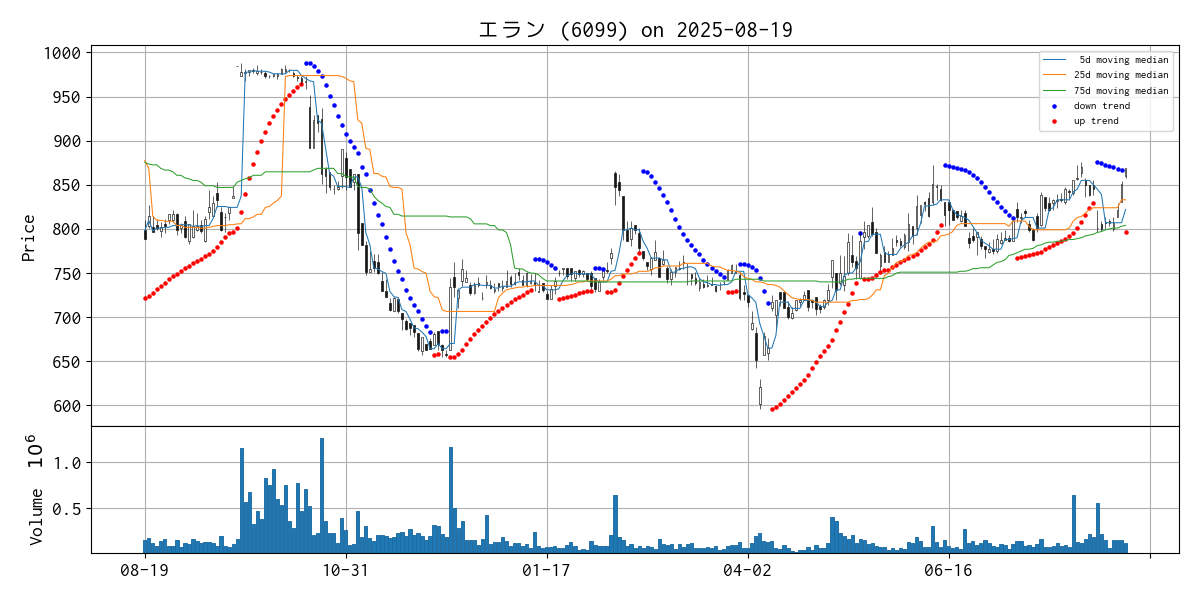 エラン (6099) on 2025-08-19
1000
950
900
850
800
750
700
650
600
Price
5d moving median
25d moving median
75d moving median
down trend
up trend
1.0
0.5
Volume 10⁶
08-19
10-31
01-17
04-02
06-16